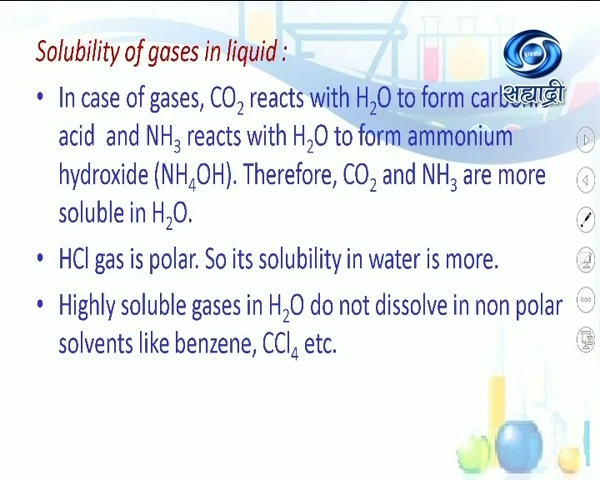 Solubility of gases in liquid :
• In case of gases, CO₂ reacts with H₂O to form
acid and NH₃ reacts with H₂O to form ammonium
hydroxide (NH₄OH). Therefore, CO₂ and NH₃ are more
soluble in H₂O.
• HCl gas is polar. So its solubility in water is more.
• Highly soluble gases in H₂O do not dissolve in non polar
solvents like benzene, CCl₄ etc.
सह्याद्री